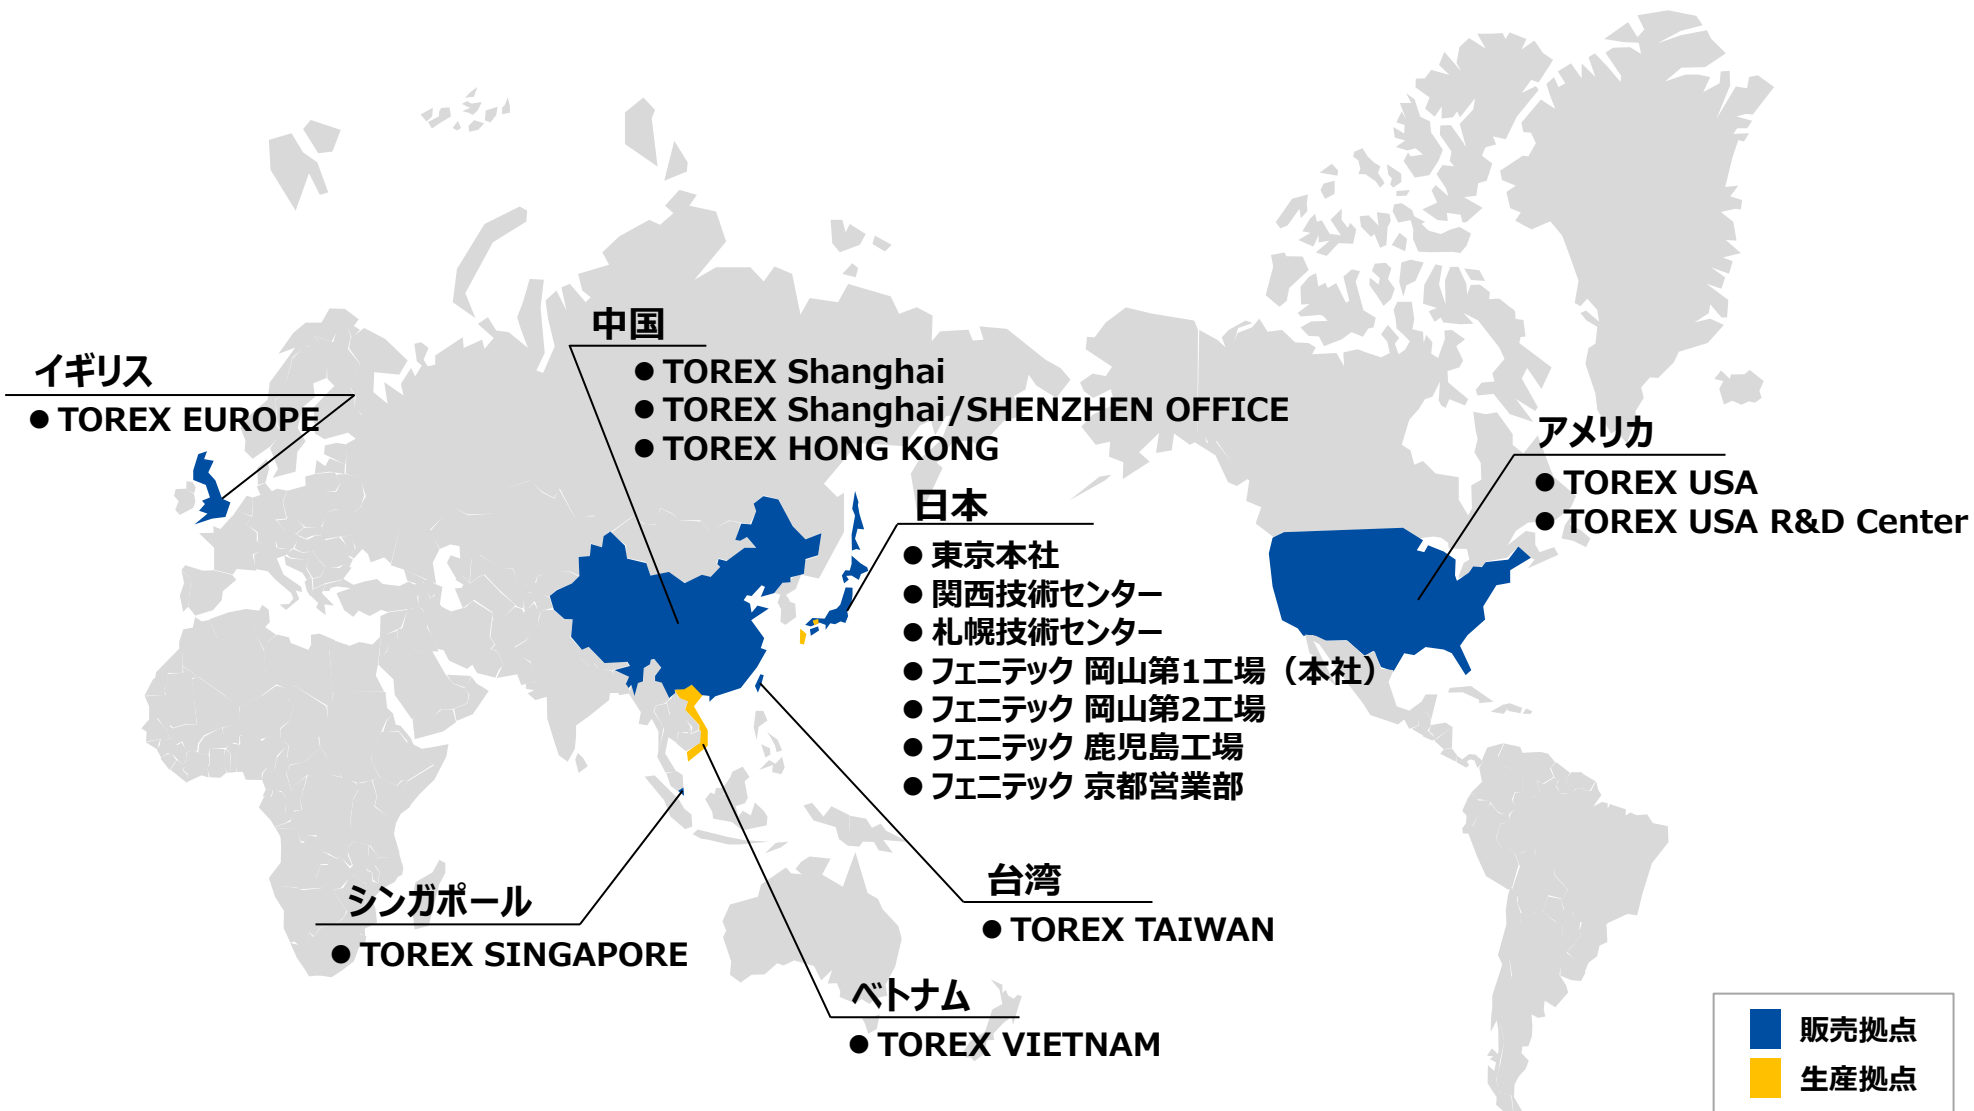 中国
● TOREX Shanghai
● TOREX Shanghai/SHENZHEN OFFICE
● TOREX HONG KONG
イギリス
● TOREX EUROPE
アメリカ
● TOREX USA
● TOREX USA R&D Center
日本
● 東京本社
● 関西技術センター
● 札幌技術センター
● フェニテック 岡山第1工場（本社）
● フェニテック 岡山第2工場
● フェニテック 鹿児島工場
● フェニテック 京都営業部
台湾
● TOREX TAIWAN
シンガポール
● TOREX SINGAPORE
ベトナム
● TOREX VIETNAM
販売拠点
生産拠点